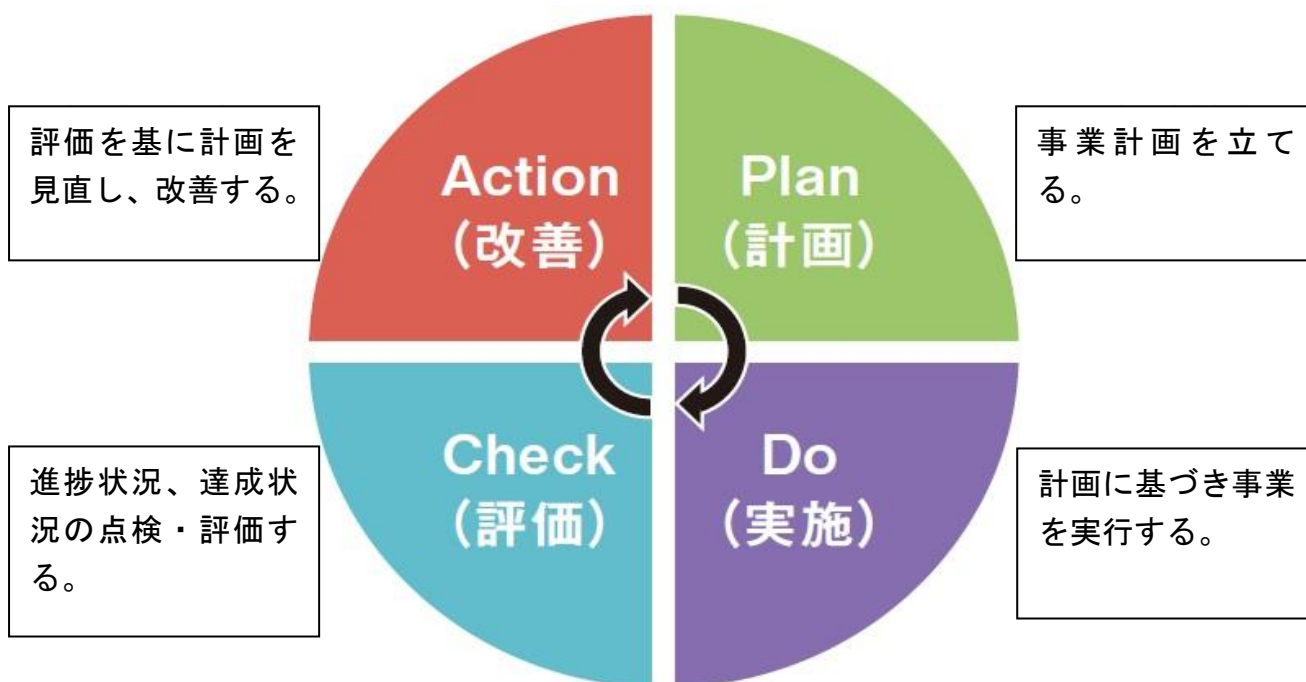 評価を基に計画を
見直し、改善する。
Action
(改善)
Plan
(計画)
事業計画を立て
る。
進捗状況、達成状
況の点検・評価す
る。
Check
(評価)
Do
(実施)
計画に基づき事業
を実行する。